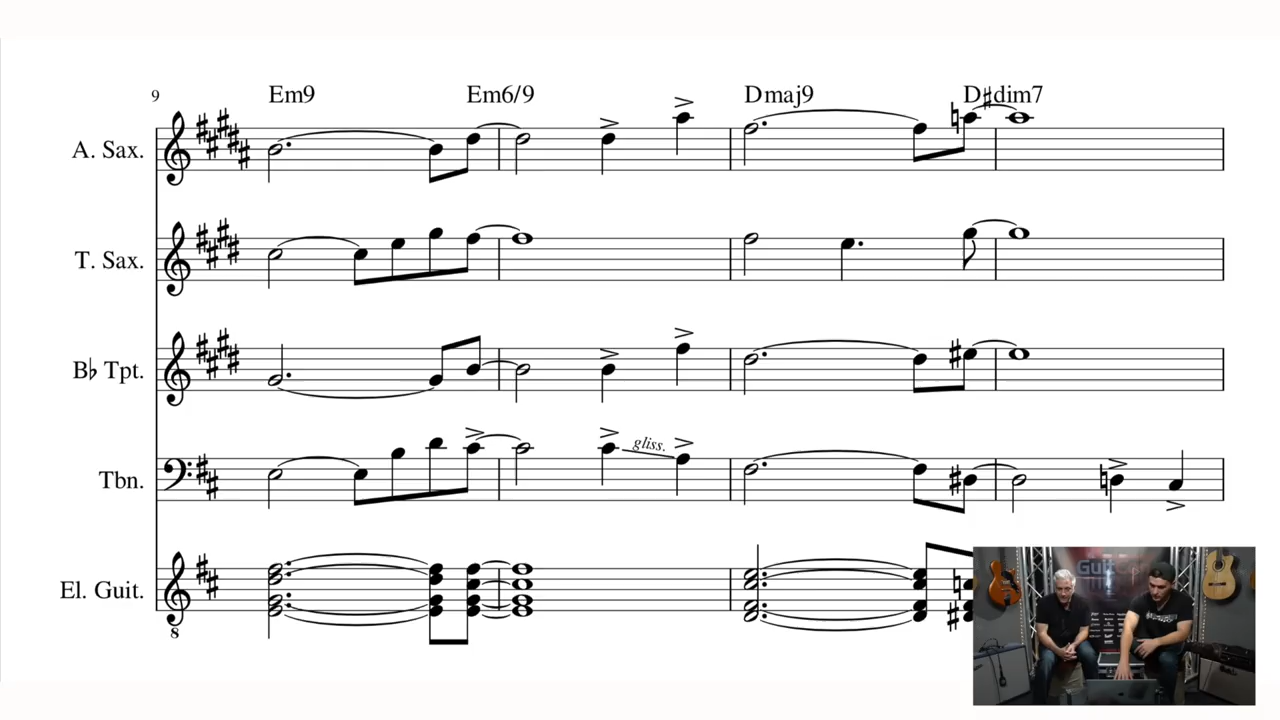 9 Em9 Em6/9 Dmaj9 D♯dim7
A. Sax.
T. Sax.
B♭ Tpt.
Tbn. gliss.
El. Guit.
8